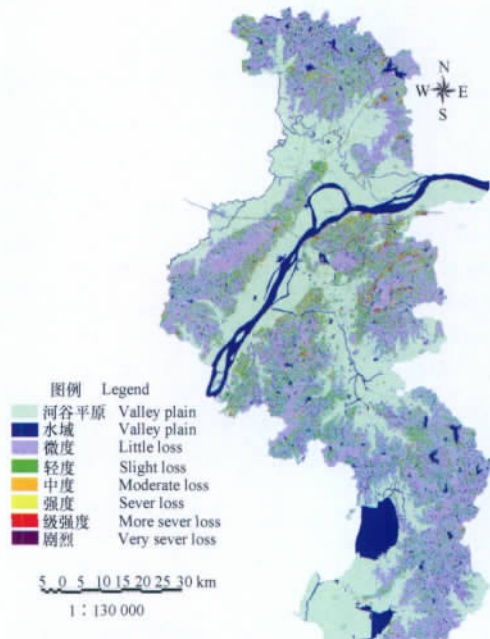 N
W E
S
图例 Legend
河谷平原 Valley plain
水域 Valley plain
微度 Little loss
轻度 Slight loss
中度 Moderate loss
强度 Sever loss
级强度 More sever loss
剧烈 Very sever loss
5 0 5 10 15 20 25 30 km
1：130 000